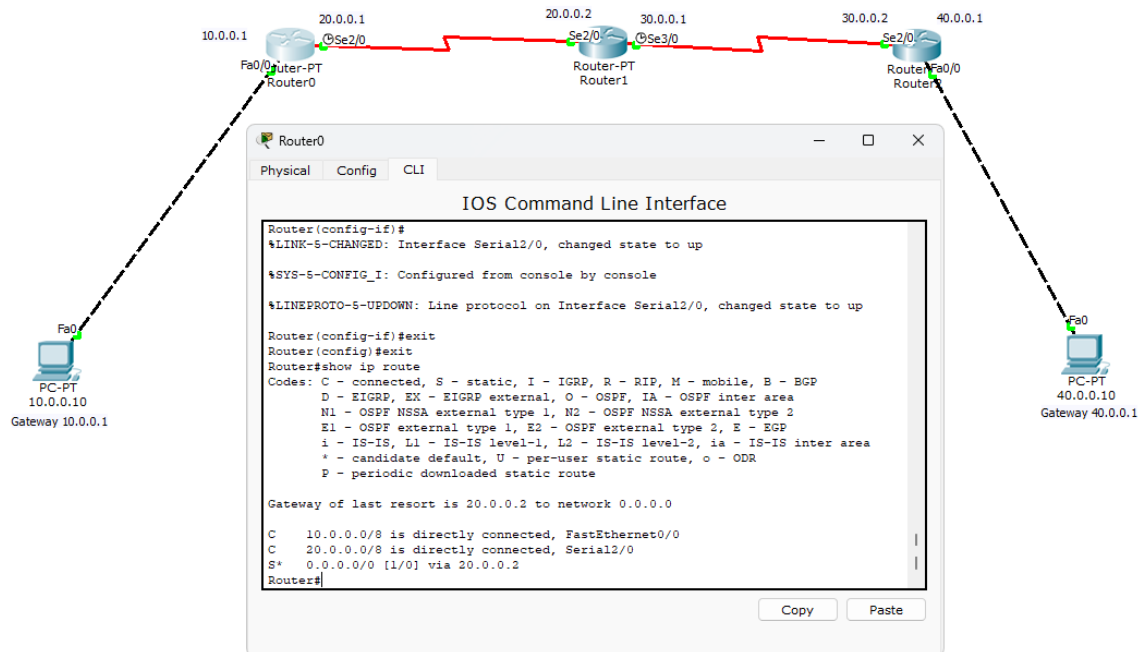 20.0.0.1
20.0.0.2
30.0.0.1
30.0.0.2
40.0.0.1
10.0.0.1
Se2/0
Se2/0
Se3/0
Se2/0
Fa0/0
Router-PT
Router0
Router-PT
Router1
Fa0/0
Router2
Router0
Physical
Config
CLI
IOS Command Line Interface
Router(config-if)#
%LINK-5-CHANGED: Interface Serial2/0, changed state to up
%SYS-5-CONFIG_I: Configured from console by console
%LINEPROTO-5-UPDOWN: Line protocol on Interface Serial2/0, changed state to up
Router(config-if)#exit
Router(config)#exit
Router#show ip route
Codes: C - connected, S - static, I - IGRP, R - RIP, M - mobile, B - BGP
D - EIGRP, EX - EIGRP external, O - OSPF, IA - OSPF inter area
N1 - OSPF NSSA external type 1, N2 - OSPF NSSA external type 2
E1 - OSPF external type 1, E2 - OSPF external type 2, E - EGP
i - IS-IS, L1 - IS-IS level-1, L2 - IS-IS level-2, ia - IS-IS inter area
* - candidate default, U - per-user static route, o - ODR
P - periodic downloaded static route
Gateway of last resort is 20.0.0.2 to network 0.0.0.0
C 10.0.0.0/8 is directly connected, FastEthernet0/0
C 20.0.0.0/8 is directly connected, Serial2/0
S* 0.0.0.0/0 [1/0] via 20.0.0.2
Router#
Copy
Paste
Fa0
PC-PT
10.0.0.10
Gateway 10.0.0.1
Fa0
PC-PT
40.0.0.10
Gateway 40.0.0.1